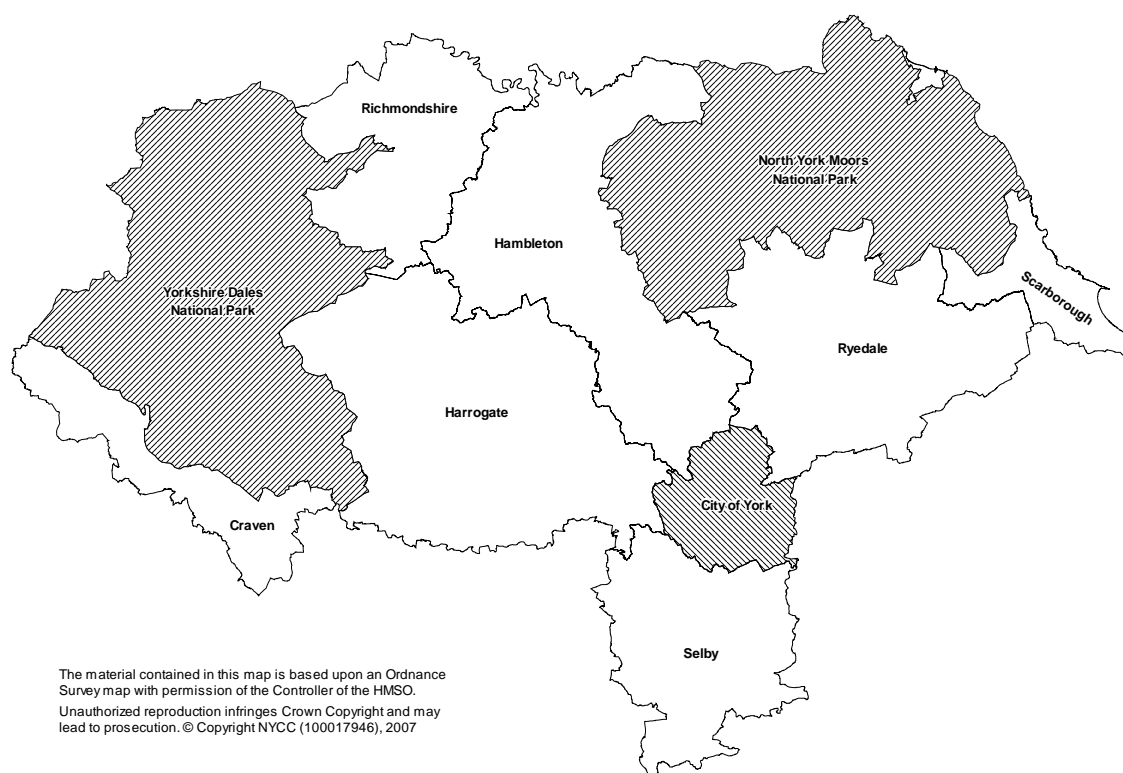 Richmondshire
North York Moors
National Park
Hambleton
Yorkshire Dales
National Park
Scarborough
Ryedale
Harrogate
City of York
Craven
Selby
The material contained in this map is based upon an Ordnance
Survey map with permission of the Controller of the HMSO.
Unauthorized reproduction infringes Crown Copyright and may
lead to prosecution. © Copyright NYCC (100017946), 2007